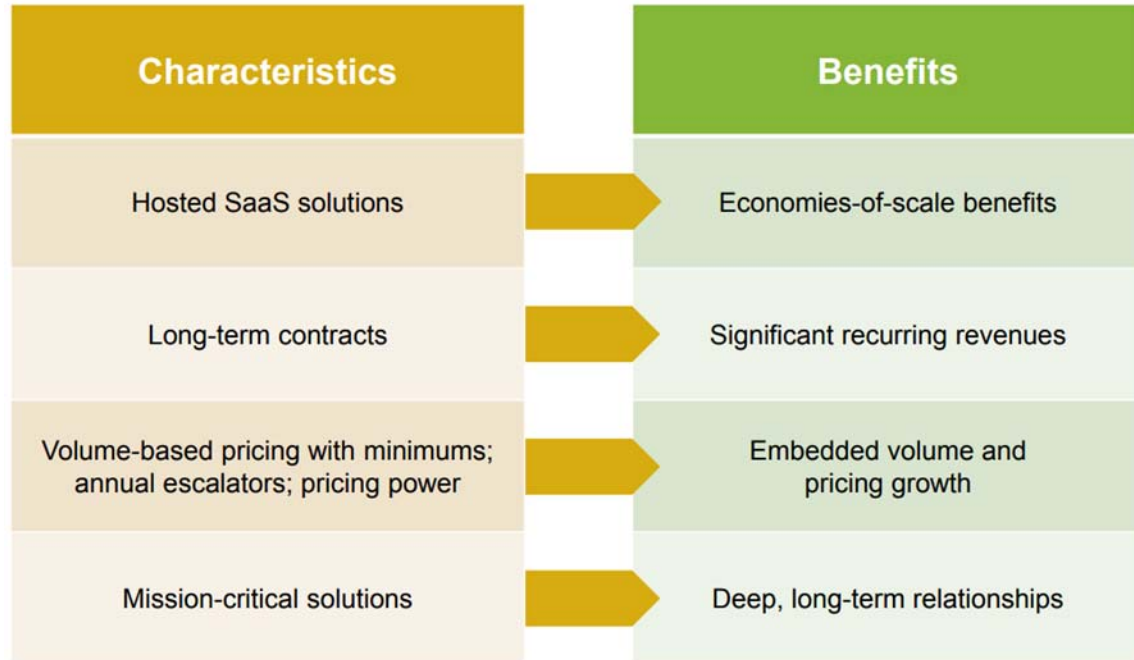 Characteristics
Benefits
Hosted SaaS solutions
Economies-of-scale benefits
Long-term contracts
Significant recurring revenues
Volume-based pricing with minimums;
annual escalators; pricing power
Embedded volume and
pricing growth
Mission-critical solutions
Deep, long-term relationships